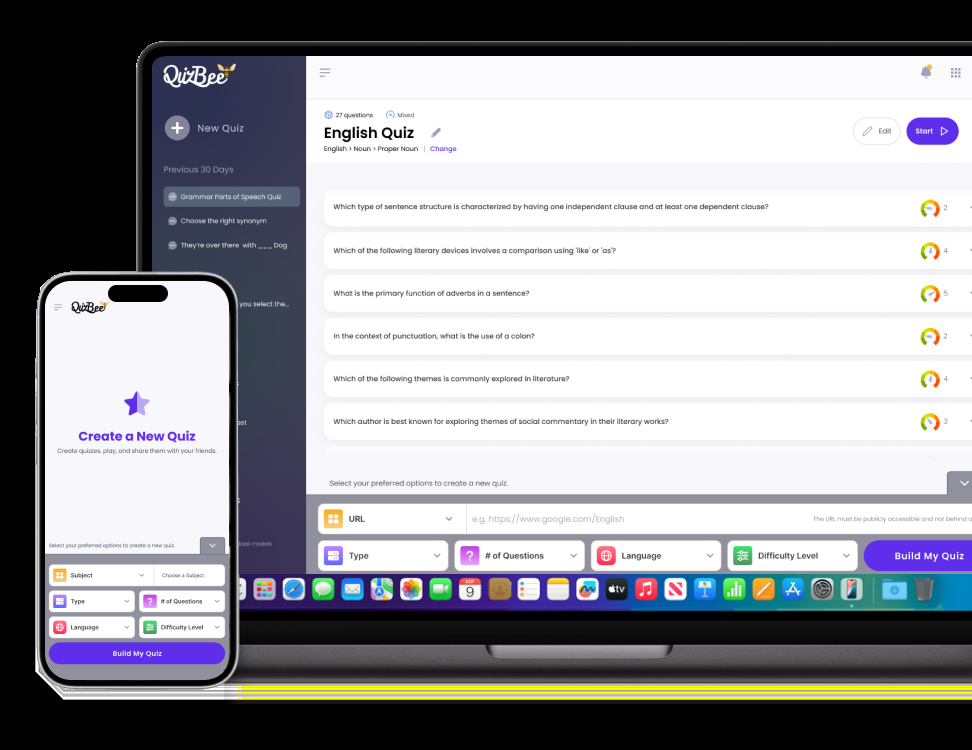 QuizBee
New Quiz
Previous 30 Days
Grammar Parts of Speech Quiz
Choose the right synonym
They're over there with ___ Dog
you select the...
ast
best models
27 questions
Mixed
English Quiz
English > Noun > Proper Noun | Change
Edit
Start
Which type of sentence structure is characterized by having one independent clause and at least one dependent clause?
2
Which of the following literary devices involves a comparison using 'like' or 'as'?
4
What is the primary function of adverbs in a sentence?
5
In the context of punctuation, what is the use of a colon?
2
Which of the following themes is commonly explored in literature?
4
Which author is best known for exploring themes of social commentary in their literary works?
3
Select your preferred options to create a new quiz.
URL
e.g. https://www.google.com/English
The URL must be publicly accessible and not behind a
Type
# of Questions
Language
Difficulty Level
Build My Quiz
SEP
9
tv
QuizBee
Create a New Quiz
Create quizzes, play, and share them with your friends.
Select your preferred options to create a new quiz.
Subject
Choose a Subject
Type
# of Questions
Language
Difficulty Level
Build My Quiz